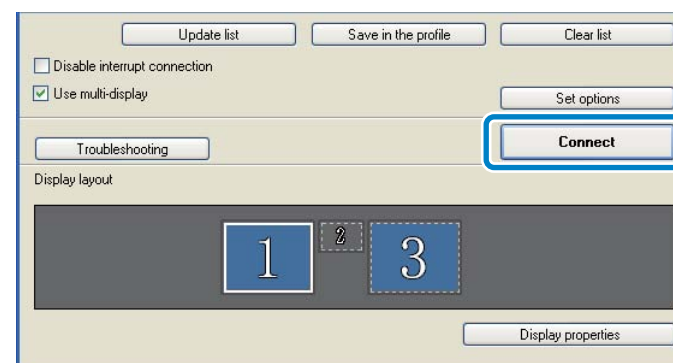 Update list Save in the profile Clear list
Disable interrupt connection
Use multi-display
Set options
Troubleshooting Connect
Display layout
1 2 3
Display properties